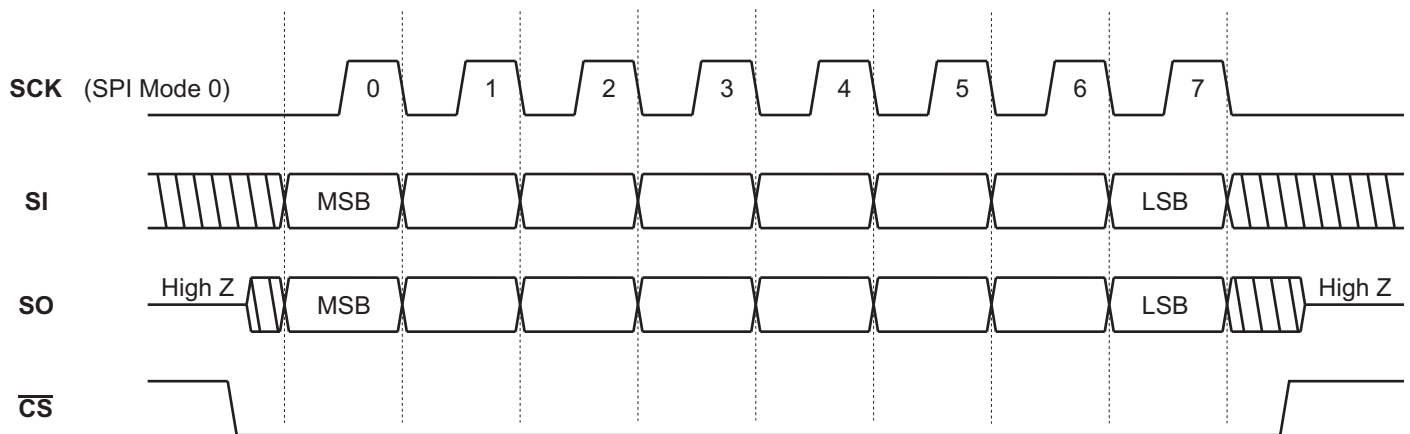 SCK (SPI Mode 0) 0 1 2 3 4 5 6 7
SI MSB LSB
SO High Z MSB LSB High Z
CS